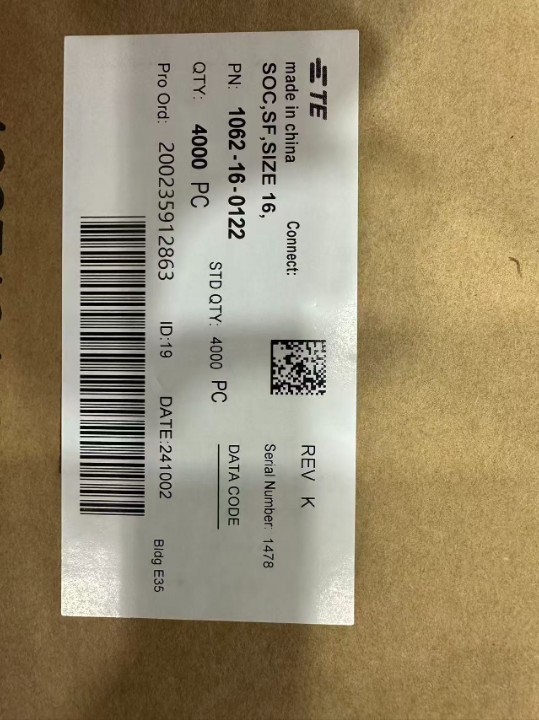 TE
REV K
made in china
Connect:
Serial Number: 1478
SOC,SF,SIZE 16,
PN: 1062-16-0122
DATA CODE
STD QTY: 4000 PC
QTY: 4000 PC
Pro Ord: 200235912863 ID:19 DATE:241002
Bldg E35